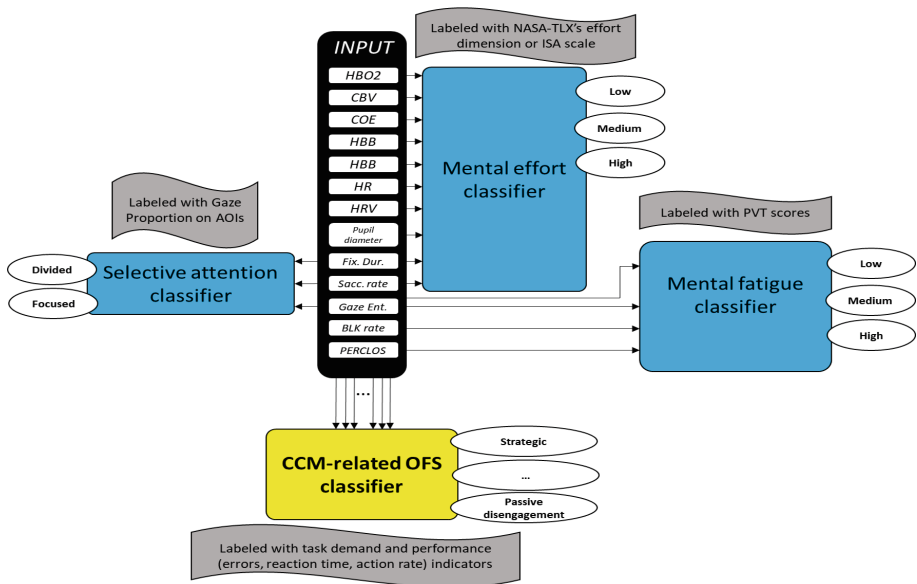 Labeled with NASA-TLX's effort
dimension or ISA scale
INPUT
HBO2
CBV
COE
HBB
HBB
HR
HRV
Pupil
diameter
Fix. Dur.
Sacc. rate
Gaze Ent.
BLK rate
PERCLOS
Mental effort
classifier
Low
Medium
High
Labeled with Gaze
Proportion on AOIs
Divided
Focused
Selective attention
classifier
Labeled with PVT scores
Mental fatigue
classifier
Low
Medium
High
...
CCM-related OFS
classifier
Strategic
...
Passive
disengagement
Labeled with task demand and performance
(errors, reaction time, action rate) indicators